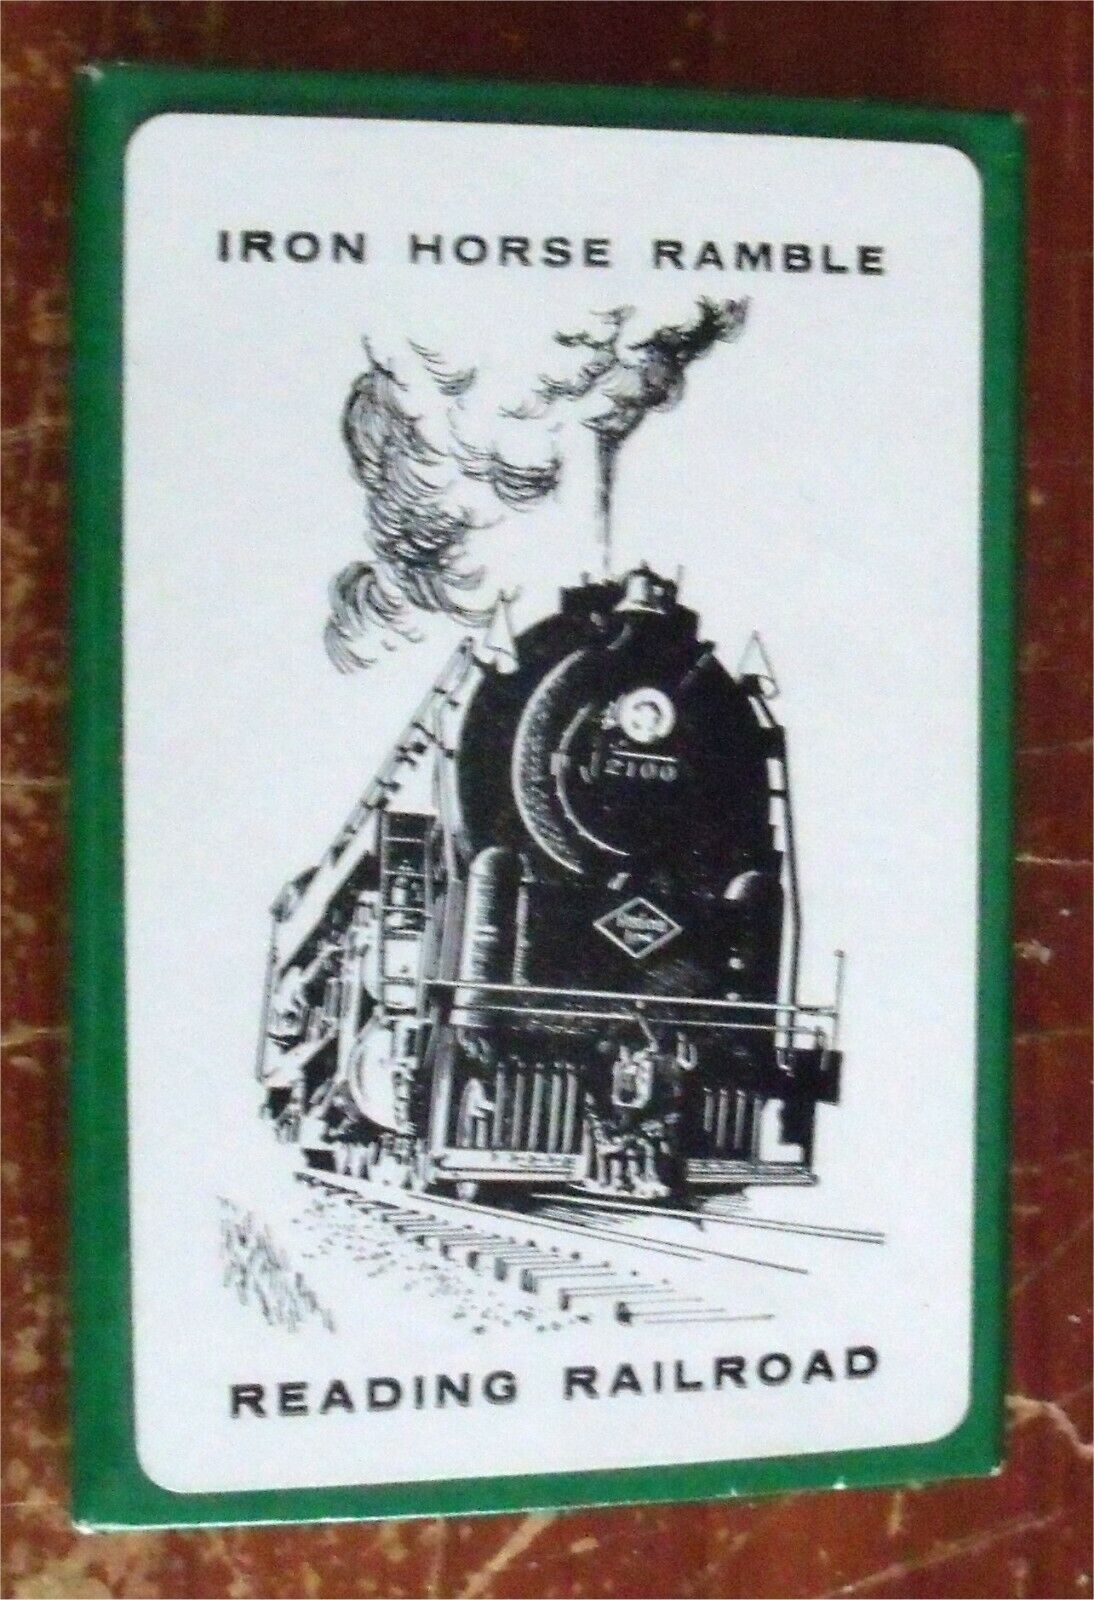 IRON HORSE RAMBLE
2100
READING RAILROAD